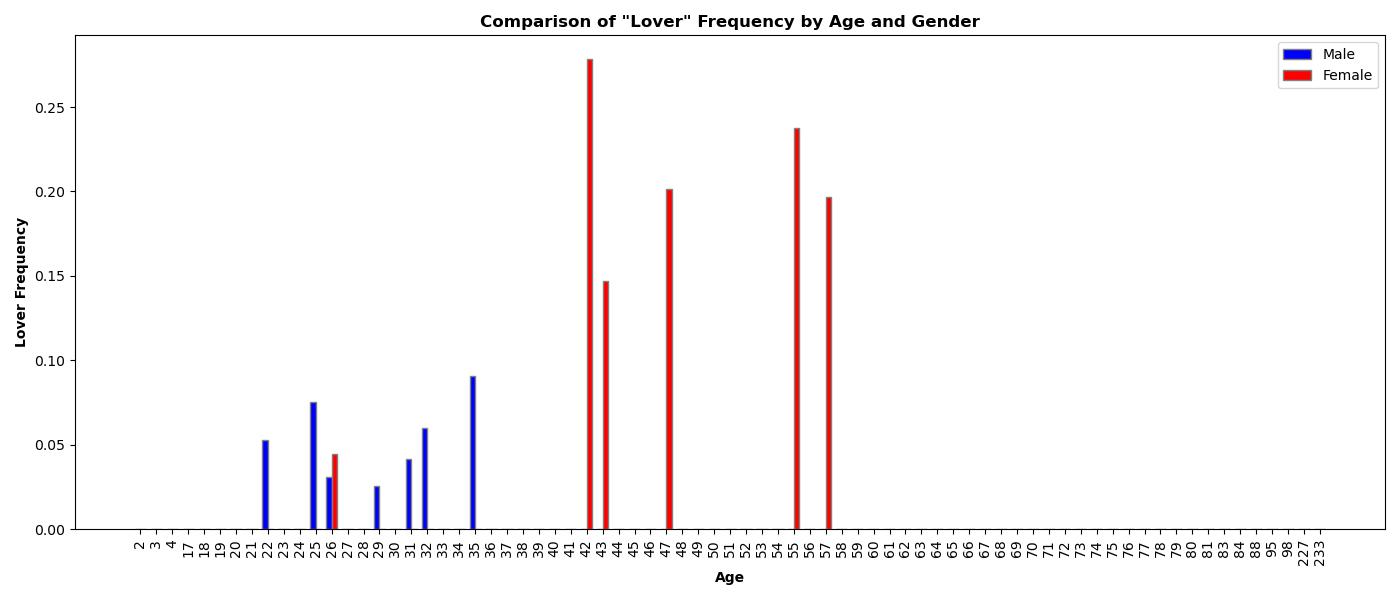 Comparison of "Lover" Frequency by Age and Gender
Male
Female
Lover Frequency
0.25
0.20
0.15
0.10
0.05
0.00
2 3 4 17 18 19 20 21 22 23 24 25 26 27 28 29 30 31 32 33 34 35 36 37 38 39 40 41 42 43 44 45 46 47 48 49 50 51 52 53 54 55 56 57 58 59 60 61 62 63 64 65 66 67 68 69 70 71 72 73 74 75 76 77 78 79 80 81 83 84 88 95 98 227 233
Age